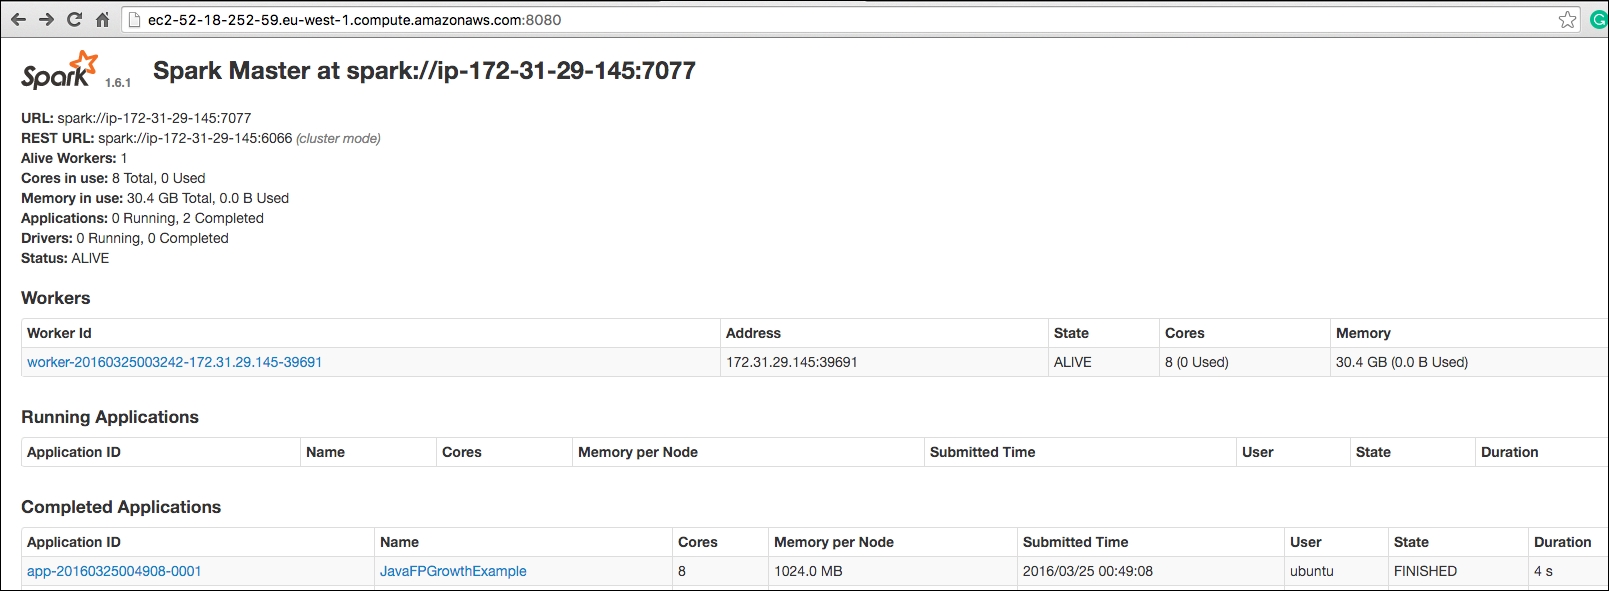 ec2-52-18-252-59.eu-west-1.compute.amazonaws.com:8080
Spark 1.6.1 Spark Master at spark://ip-172-31-29-145:7077
URL: spark://ip-172-31-29-145:7077
REST URL: spark://ip-172-31-29-145:6066 (cluster mode)
Alive Workers: 1
Cores in use: 8 Total, 0 Used
Memory in use: 30.4 GB Total, 0.0 B Used
Applications: 0 Running, 2 Completed
Drivers: 0 Running, 0 Completed
Status: ALIVE
Workers
Worker Id Address State Cores Memory
worker-20160325003242-172.31.29.145-39691 172.31.29.145:39691 ALIVE 8 (0 Used) 30.4 GB (0.0 B Used)
Running Applications
Application ID Name Cores Memory per Node Submitted Time User State Duration
Completed Applications
Application ID Name Cores Memory per Node Submitted Time User State Duration
app-20160325004908-0001 JavaFPGrowthExample 8 1024.0 MB 2016/03/25 00:49:08 ubuntu FINISHED 4 s